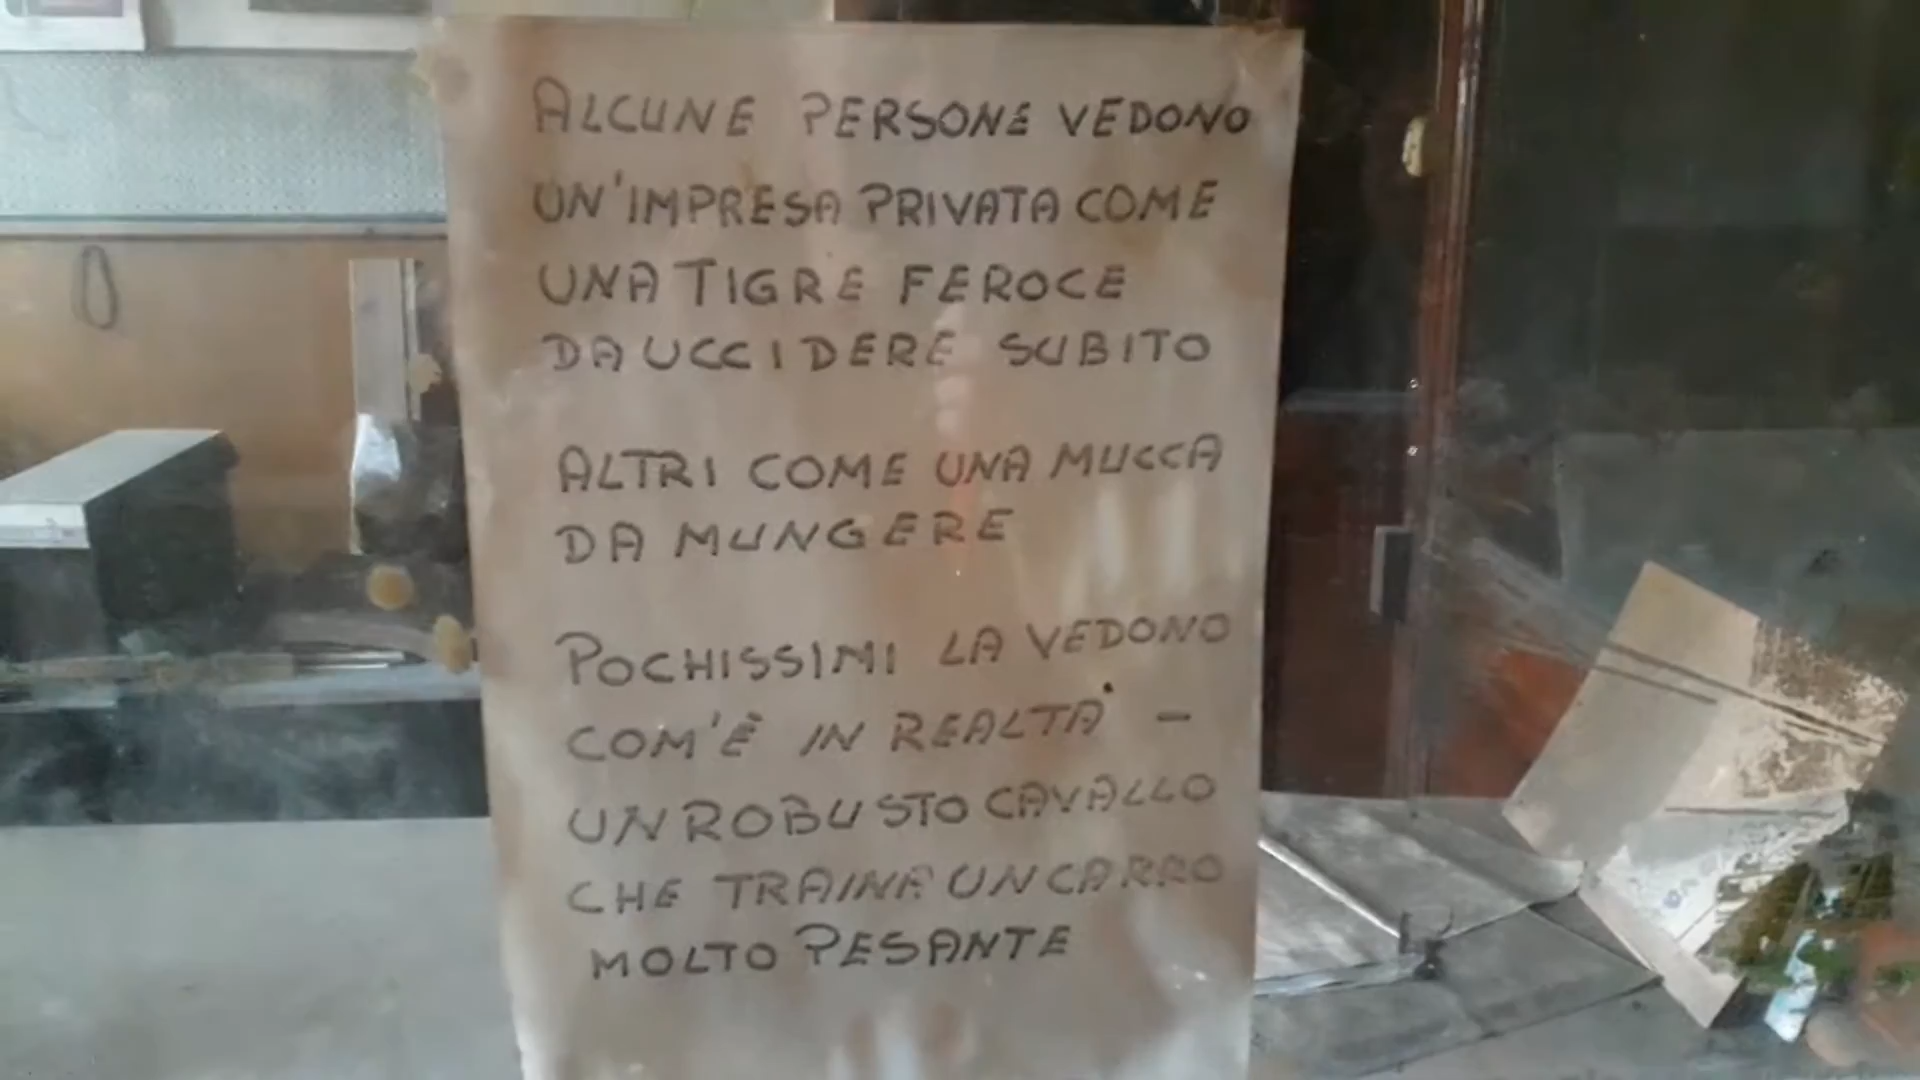 ALCUNE PERSONE VEDONO
UN'IMPRESA PRIVATA COME
UNA TIGRE FEROCE
DA UCCIDERE SUBITO
ALTRI COME UNA MUCCA
DA MUNGERE
POCHISSIMI LA VEDONO
COM'È IN REALTÀ -
UN ROBUSTO CAVALLO
CHE TRAINA UN CARRO
MOLTO PESANTE